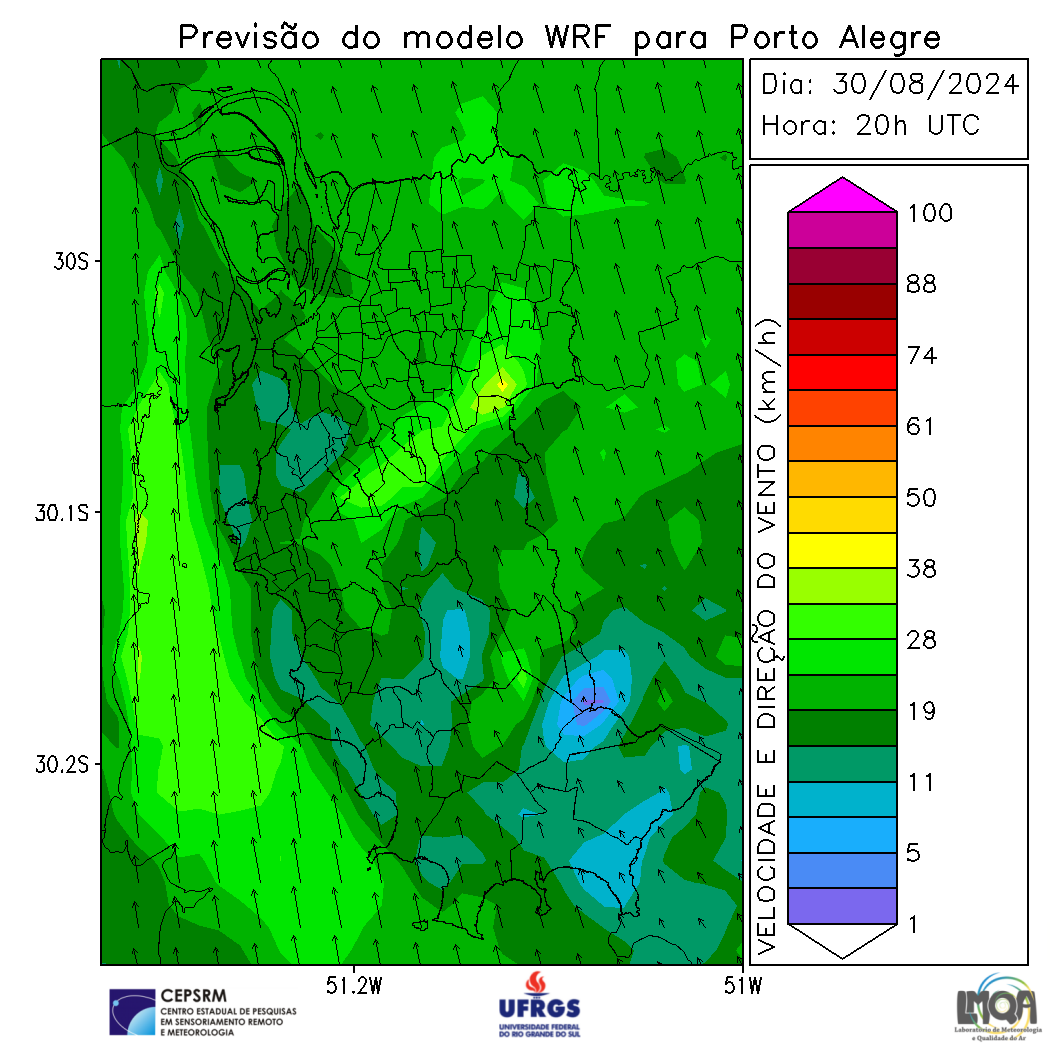 Previsão do modelo WRF para Porto Alegre
Dia: 30/08/2024
Hora: 20h UTC
30S
30.1S
30.2S
51.2W
51W
VELOCIDADE E DIREÇÃO DO VENTO (km/h)
100
88
74
61
50
38
28
19
11
5
1
CEPSRM
CENTRO ESTADUAL DE PESQUISAS
EM SENSORIAMENTO REMOTO
E METEOROLOGIA
UFRGS
UNIVERSIDADE FEDERAL
DO RIO GRANDE DO SUL
LMQA
Laboratório de Meteorologia
e Qualidade do Ar